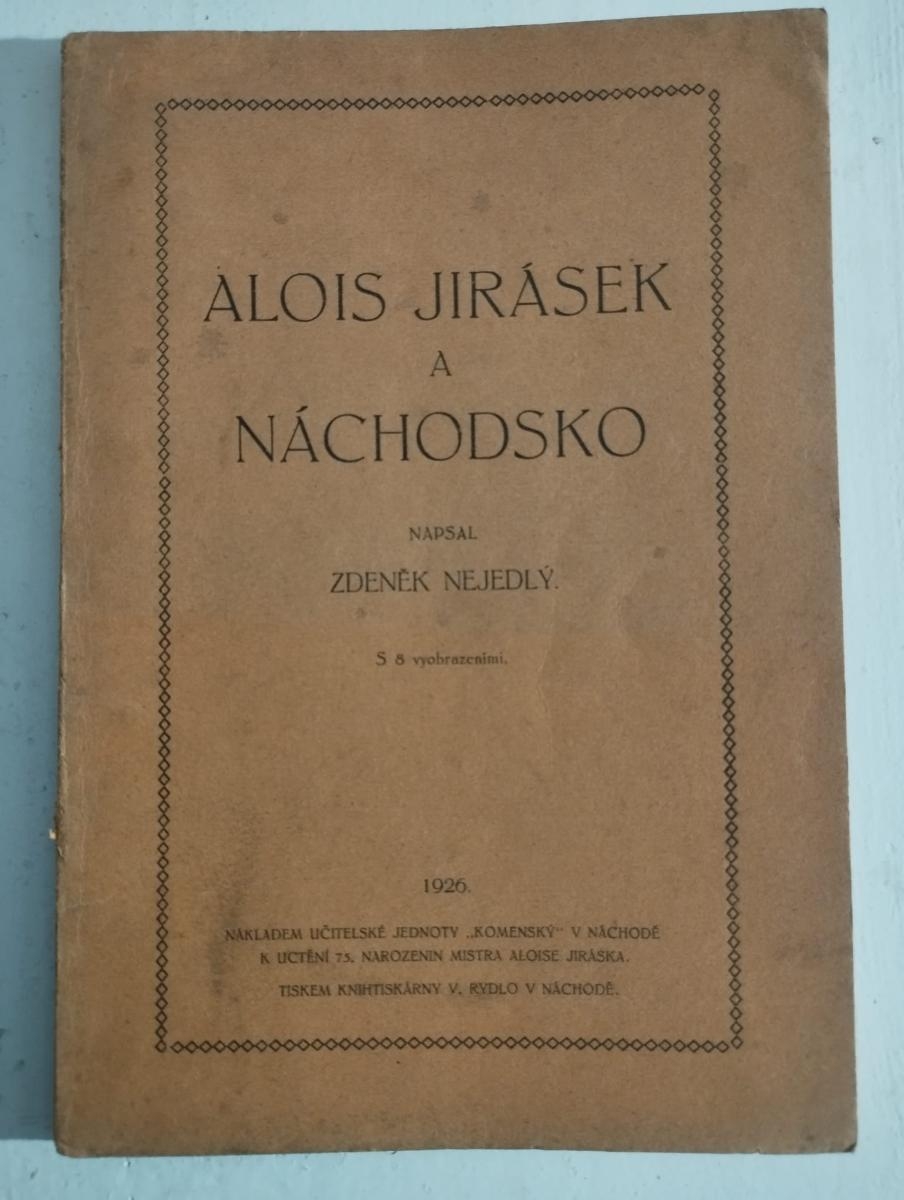 ALOIS JIRÁSEK
A
NÁCHODSKO
NAPSAL
ZDENĚK NEJEDLÝ.
S 8 vyobrazeními.
1926.
NÁKLADEM UČITELSKÉ JEDNOTY „KOMENSKÝ" V NÁCHODĚ
K UCTĚNÍ 75. NAROZENIN MISTRA ALOISE JIRÁSKA.
TISKEM KNIHTISKÁRNY V. RYDLO V NÁCHODĚ.